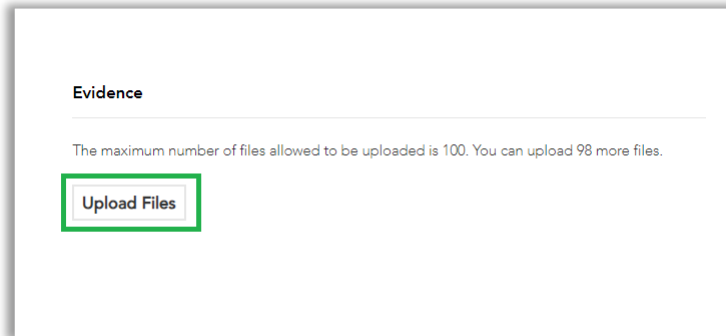 Evidence
The maximum number of files allowed to be uploaded is 100. You can upload 98 more files.
Upload Files